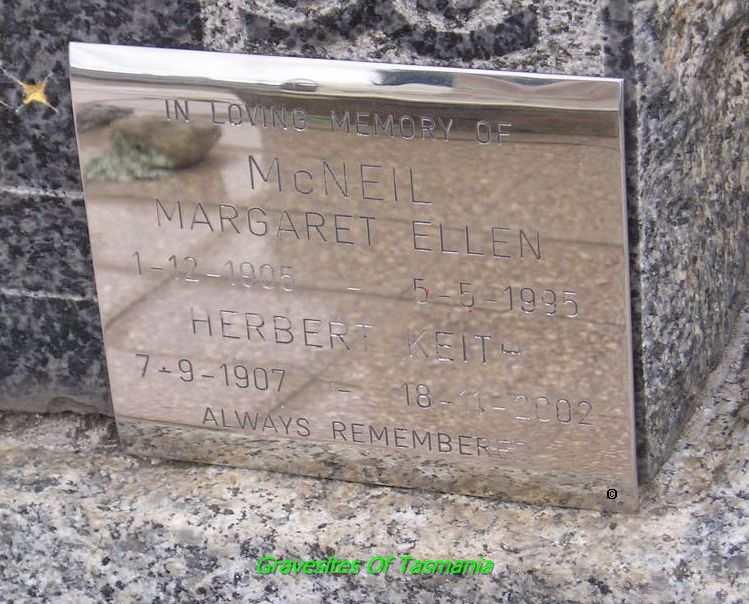 IN LOVING MEMORY OF
McNEIL
MARGARET ELLEN
1-12-1905 - 5-5-1995
HERBERT KEITH
7-9-1907 - 18-11-2002
ALWAYS REMEMBERED
©
Gravesites Of Tasmania